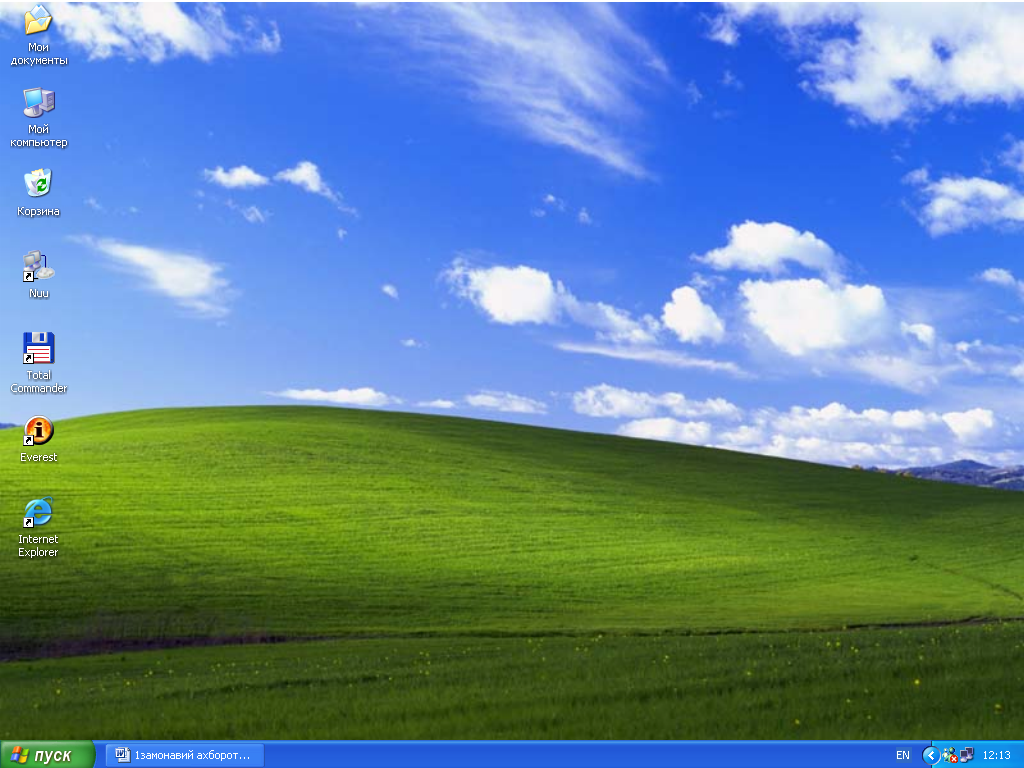 Мои
документы
Мой
компьютер
Корзина
Nuu
Total
Commander
Everest
Internet
Explorer
пуск
1замонавий ахборот...
EN
12:13